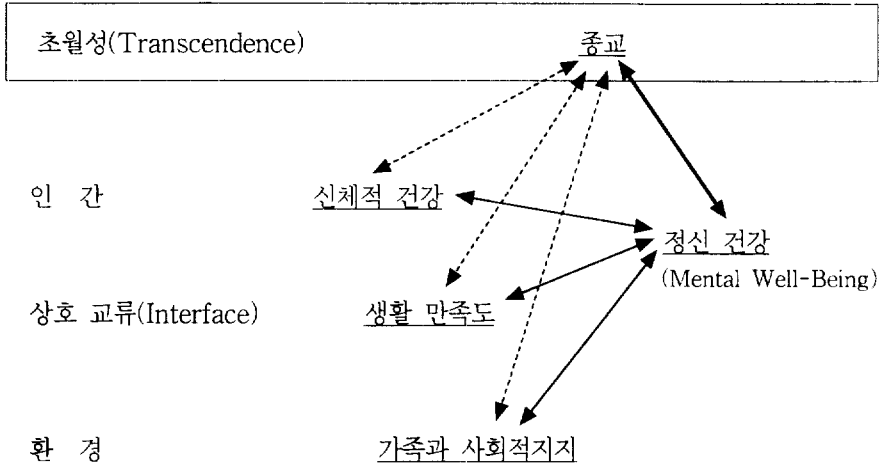 초월성(Transcendence) 종교
인 간 신체적 건강
정신 건강
(Mental Well-Being)
상호 교류(Interface) 생활 만족도
환 경 가족과 사회적지지